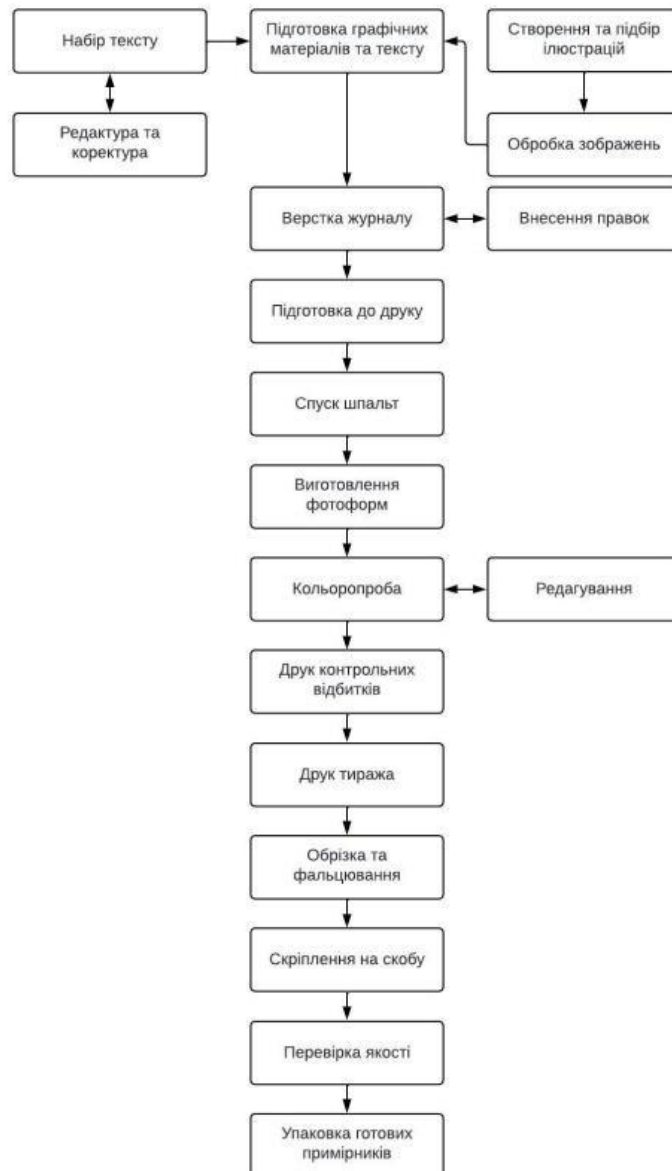 Набір тексту
Підготовка графічних
матеріалів та тексту
Створення та підбір
ілюстрацій
Редактура та
коректура
Обробка зображень
Верстка журналу
Внесення правок
Підготовка до друку
Спуск шпальт
Виготовлення
фотоформ
Кольоропроба
Редагування
Друк контрольних
відбитків
Друк тиража
Обрізка та
фальцювання
Скріплення на скобу
Перевірка якості
Упаковка готових
примірників